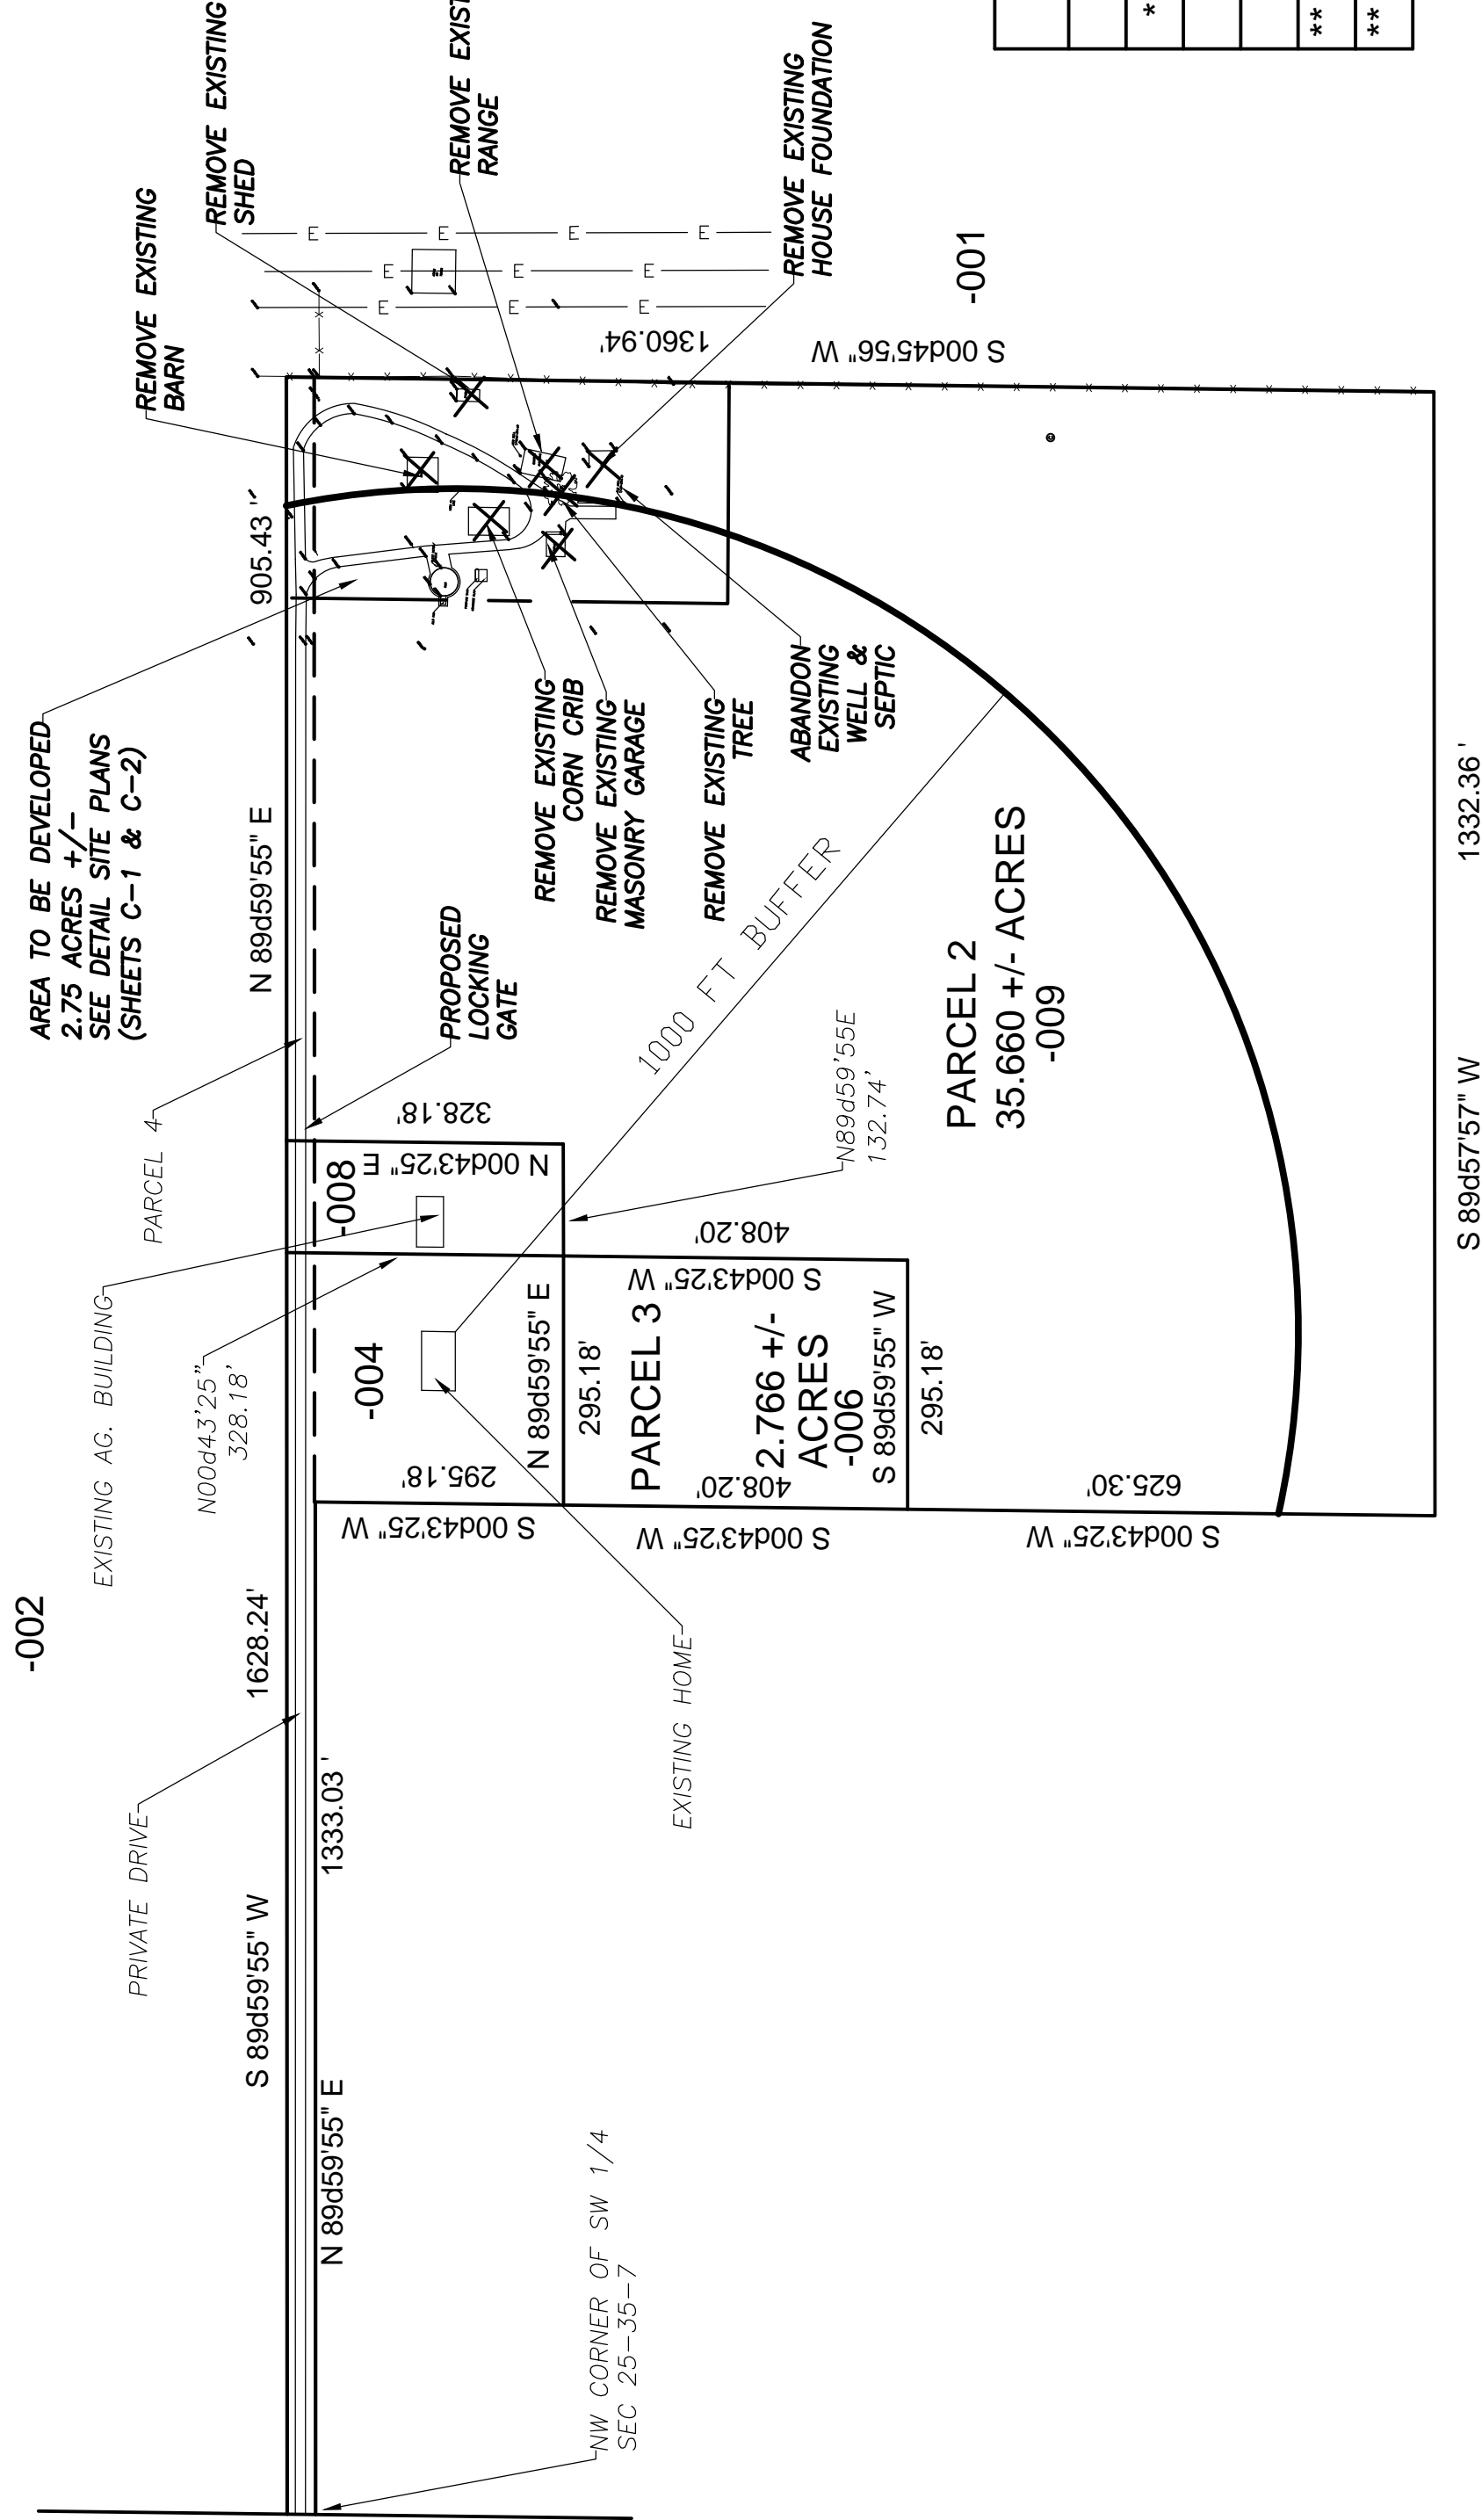 -002
AREA TO BE DEVELOPED
2.75 ACRES +/-
SEE DETAIL SITE PLANS
(SHEETS C-1 & C-2)
PARCEL 4
EXISTING AG. BUILDING
PRIVATE DRIVE
N00d43'25"
328.18'
REMOVE EXISTING
BARN
REMOVE EXISTING
SHED
S 89d59'55" W
1628.24'
N 89d59'55" E
905.43 '
N 89d59'55" E
1333.03 '
-008
328.18'
N 00d43'25" E
-004
295.18'
S 00d43'25" W
PROPOSED
LOCKING
GATE
REMOVE EXIST
RANGE
E E E E
E E E
E E E
1360.94'
S 00d45'56" W
-001
REMOVE EXISTING
HOUSE FOUNDATION
REMOVE EXISTING
CORN CRIB
REMOVE EXISTING
MASONRY GARAGE
REMOVE EXISTING
TREE
ABANDON
EXISTING
WELL &
SEPTIC
N 89d59'55" E
295.18'
PARCEL 3
2.766 +/-
ACRES
-006
S 89d59'55" W
295.18'
408.20'
S 00d43'25" W
408.20'
S 00d43'25" W
NW CORNER OF SW 1/4
SEC 25-35-7
EXISTING HOME
1000 FT BUFFER
N89d59'55E
132.74'
PARCEL 2
35.660 +/- ACRES
-009
625.30'
S 00d43'25" W
S 89d57'57" W
1332.36 '
*
**
**